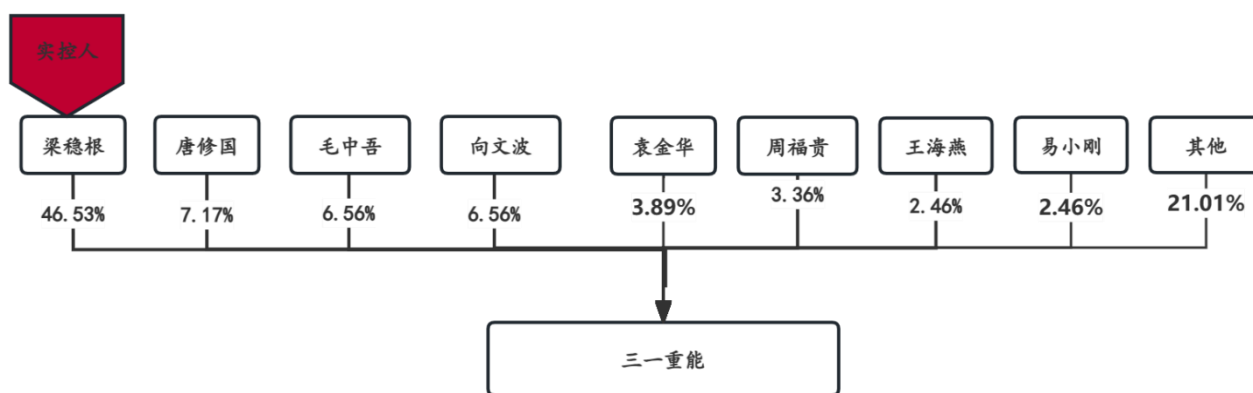 实控人
梁稳根 唐修国 毛中吾 向文波 袁金华 周福贵 王海燕 易小刚 其他
46.53% 7.17% 6.56% 6.56% 3.89% 3.36% 2.46% 2.46% 21.01%
三一重能